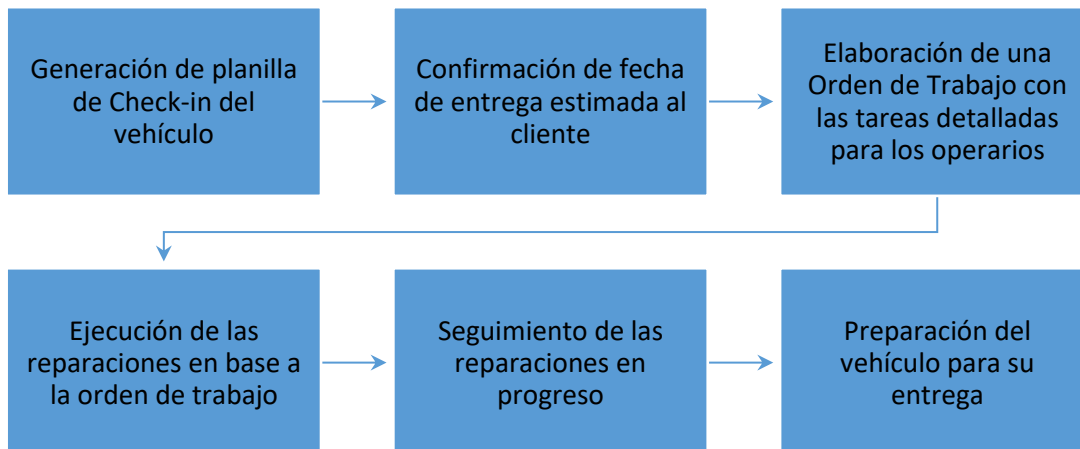 Generación de planilla
de Check-in del
vehículo
Confirmación de fecha
de entrega estimada al
cliente
Elaboración de una
Orden de Trabajo con
las tareas detalladas
para los operarios
Ejecución de las
reparaciones en base a
la orden de trabajo
Seguimiento de las
reparaciones en
progreso
Preparación del
vehículo para su
entrega